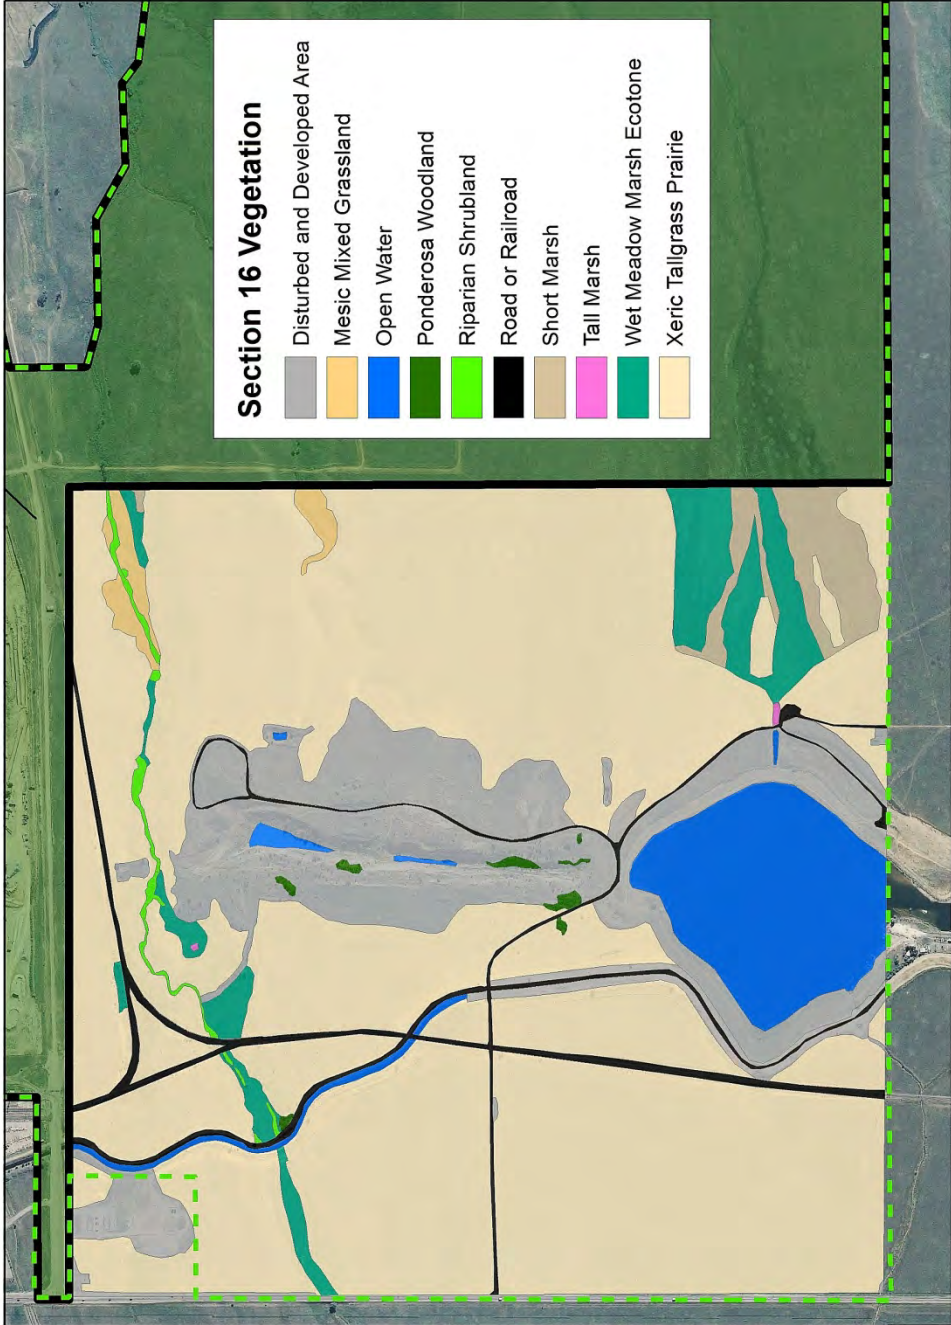 Section 16 Vegetation
Disturbed and Developed Area
Mesic Mixed Grassland
Open Water
Ponderosa Woodland
Riparian Shrubland
Road or Railroad
Short Marsh
Tall Marsh
Wet Meadow Marsh Ecotone
Xeric Tallgrass Prairie